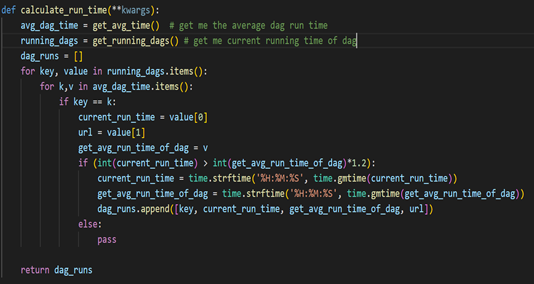 def calculate_run_time(**kwargs):
    avg_dag_time = get_avg_time()  # get me the average dag run time
    running_dags = get_running_dags() # get me current running time of dag
    dag_runs = []
    for key, value in running_dags.items():
        for k,v in avg_dag_time.items():
            if key == k:
                current_run_time = value[0]
                url = value[1]
                get_avg_run_time_of_dag = v
                if (int(current_run_time) > int(get_avg_run_time_of_dag)*1.2):
                    current_run_time = time.strftime('%H:%M:%S', time.gmtime(current_run_time))
                    get_avg_run_time_of_dag = time.strftime('%H:%M:%S', time.gmtime(get_avg_run_time_of_dag))
                    dag_runs.append([key, current_run_time, get_avg_run_time_of_dag, url])
                else:
                    pass
    return dag_runs